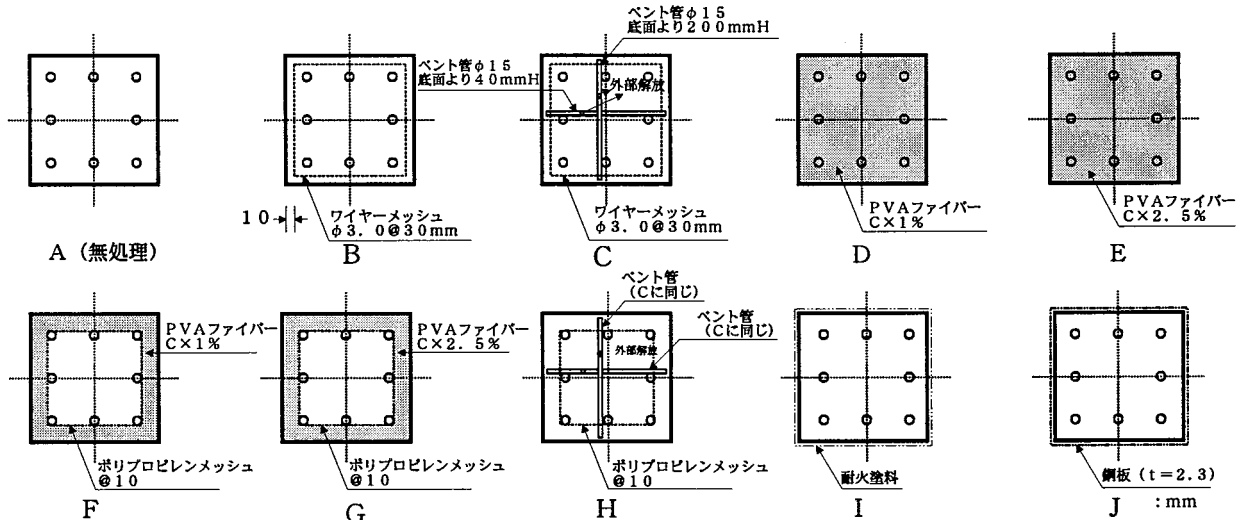 A (無処理)
１０
ワイヤーメッシュ
φ３．０＠３０mm
B
ベント管φ１５
底面より２００mmH
ベント管φ１５
底面より４０mmH
外部解放
ワイヤーメッシュ
φ３．０＠３０mm
C
ＰＶＡファイバー
Ｃ×１％
D
ＰＶＡファイバー
Ｃ×２．５％
E
ＰＶＡファイバー
Ｃ×１％
ポリプロピレンメッシュ
＠１０
F
ＰＶＡファイバー
Ｃ×２．５％
ポリプロピレンメッシュ
＠１０
G
ベント管
（Ｃに同じ）
ベント管
（Ｃに同じ）
外部解放
ポリプロピレンメッシュ
＠１０
H
耐火塗料
I
鋼板（ｔ＝２．３）
：mm
J